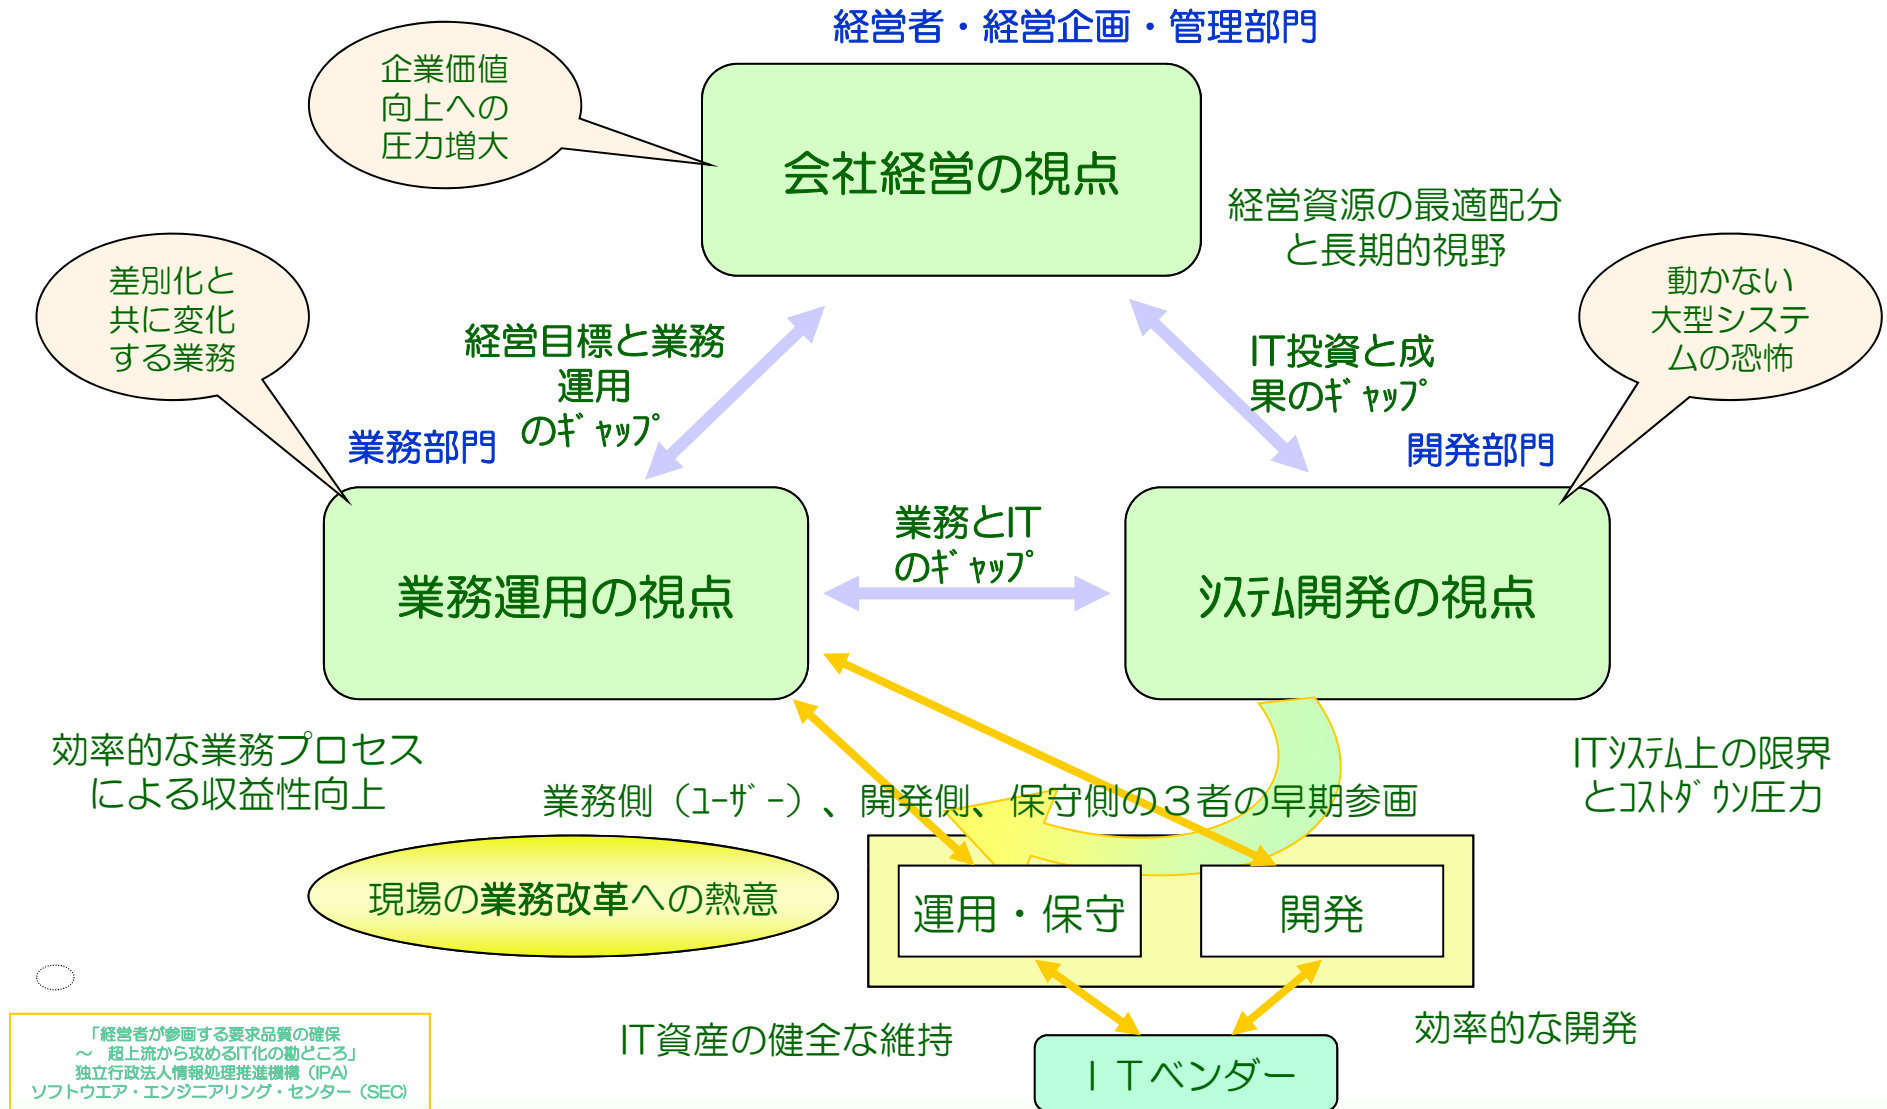 経営者・経営企画・管理部門
企業価値
向上への
圧力増大
会社経営の視点
経営資源の最適配分
と長期的視野
差別化と
共に変化
する業務
動かない
大型システ
ムの恐怖
経営目標と業務
運用
のｷﾞｬｯﾌﾟ
IT投資と成
果のｷﾞｬｯﾌﾟ
業務部門
開発部門
業務とIT
のｷﾞｬｯﾌﾟ
業務運用の視点
ｼｽﾃﾑ開発の視点
効率的な業務プロセス
による収益性向上
ITｼｽﾃﾑ上の限界
とｺｽﾄﾀﾞｳﾝ圧力
業務側（ﾕｰｻﾞｰ）、開発側、保守側の３者の早期参画
現場の業務改革への熱意
運用・保守
開発
IT資産の健全な維持
効率的な開発
ＩＴベンダー
「経営者が参画する要求品質の確保
～　超上流から攻めるIT化の勘どころ」
独立行政法人情報処理推進機構（IPA）
ソフトウエア・エンジニアリング・センター（SEC)